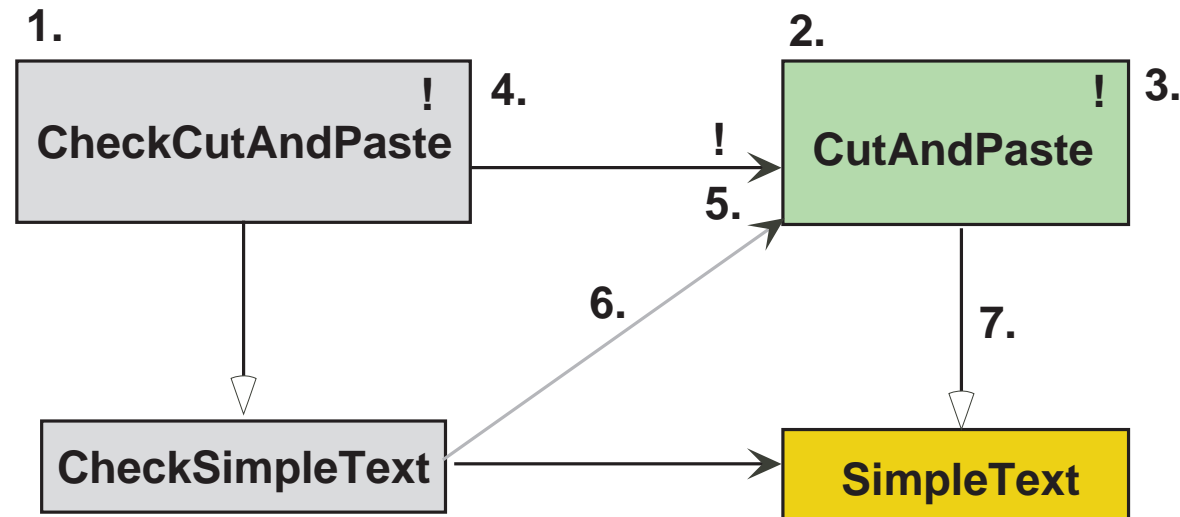 1.
2.
!
4.
!
3.
CheckCutAndPaste
!
CutAndPaste
5.
6.
7.
CheckSimpleText
SimpleText